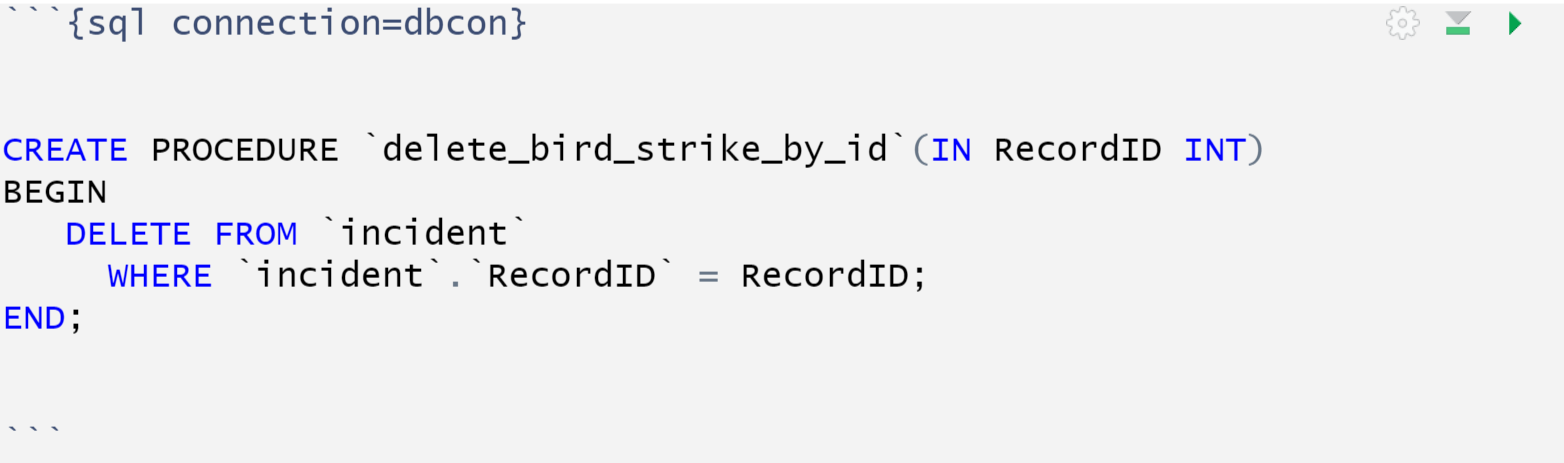 ```{sql connection=dbcon}
CREATE PROCEDURE `delete_bird_strike_by_id`(IN RecordID INT)
BEGIN
   DELETE FROM `incident`
     WHERE `incident`.`RecordID` = RecordID;
END;
```